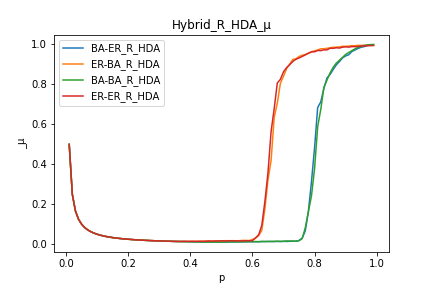 Hybrid_R_HDA_μ
BA-ER_R_HDA
ER-BA_R_HDA
BA-BA_R_HDA
ER-ER_R_HDA
1.0
0.8
0.6
0.4
0.2
0.0
_μ
0.0 0.2 0.4 0.6 0.8 1.0
p